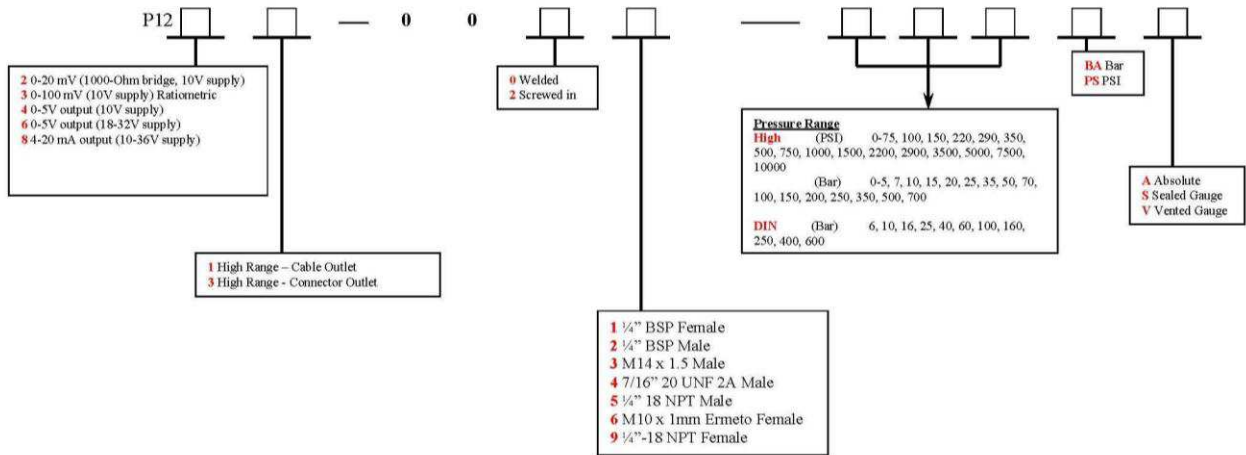 P12 — 0 0 —
2 0-20 mV (1000-Ohm bridge, 10V supply)
3 0-100 mV (10V supply) Ratiometric
4 0-5V output (10V supply)
6 0-5V output (18-32V supply)
8 4-20 mA output (10-36V supply)
0 Welded
2 Screwed in
BA Bar
PS PSI
Pressure Range
High (PSI) 0-75, 100, 150, 220, 290, 350,
500, 750, 1000, 1500, 2200, 2900, 3500, 5000, 7500,
10000
(Bar) 0-5, 7, 10, 15, 20, 25, 35, 50, 70,
100, 150, 200, 250, 350, 500, 700
DIN (Bar) 6, 10, 16, 25, 40, 60, 100, 160,
250, 400, 600
A Absolute
S Sealed Gauge
V Vented Gauge
1 High Range – Cable Outlet
3 High Range - Connector Outlet
1 ¼” BSP Female
2 ¼” BSP Male
3 M14 x 1.5 Male
4 7/16” 20 UNF 2A Male
5 ¼” 18 NPT Male
6 M10 x 1mm Ermeto Female
9 ¼”-18 NPT Female